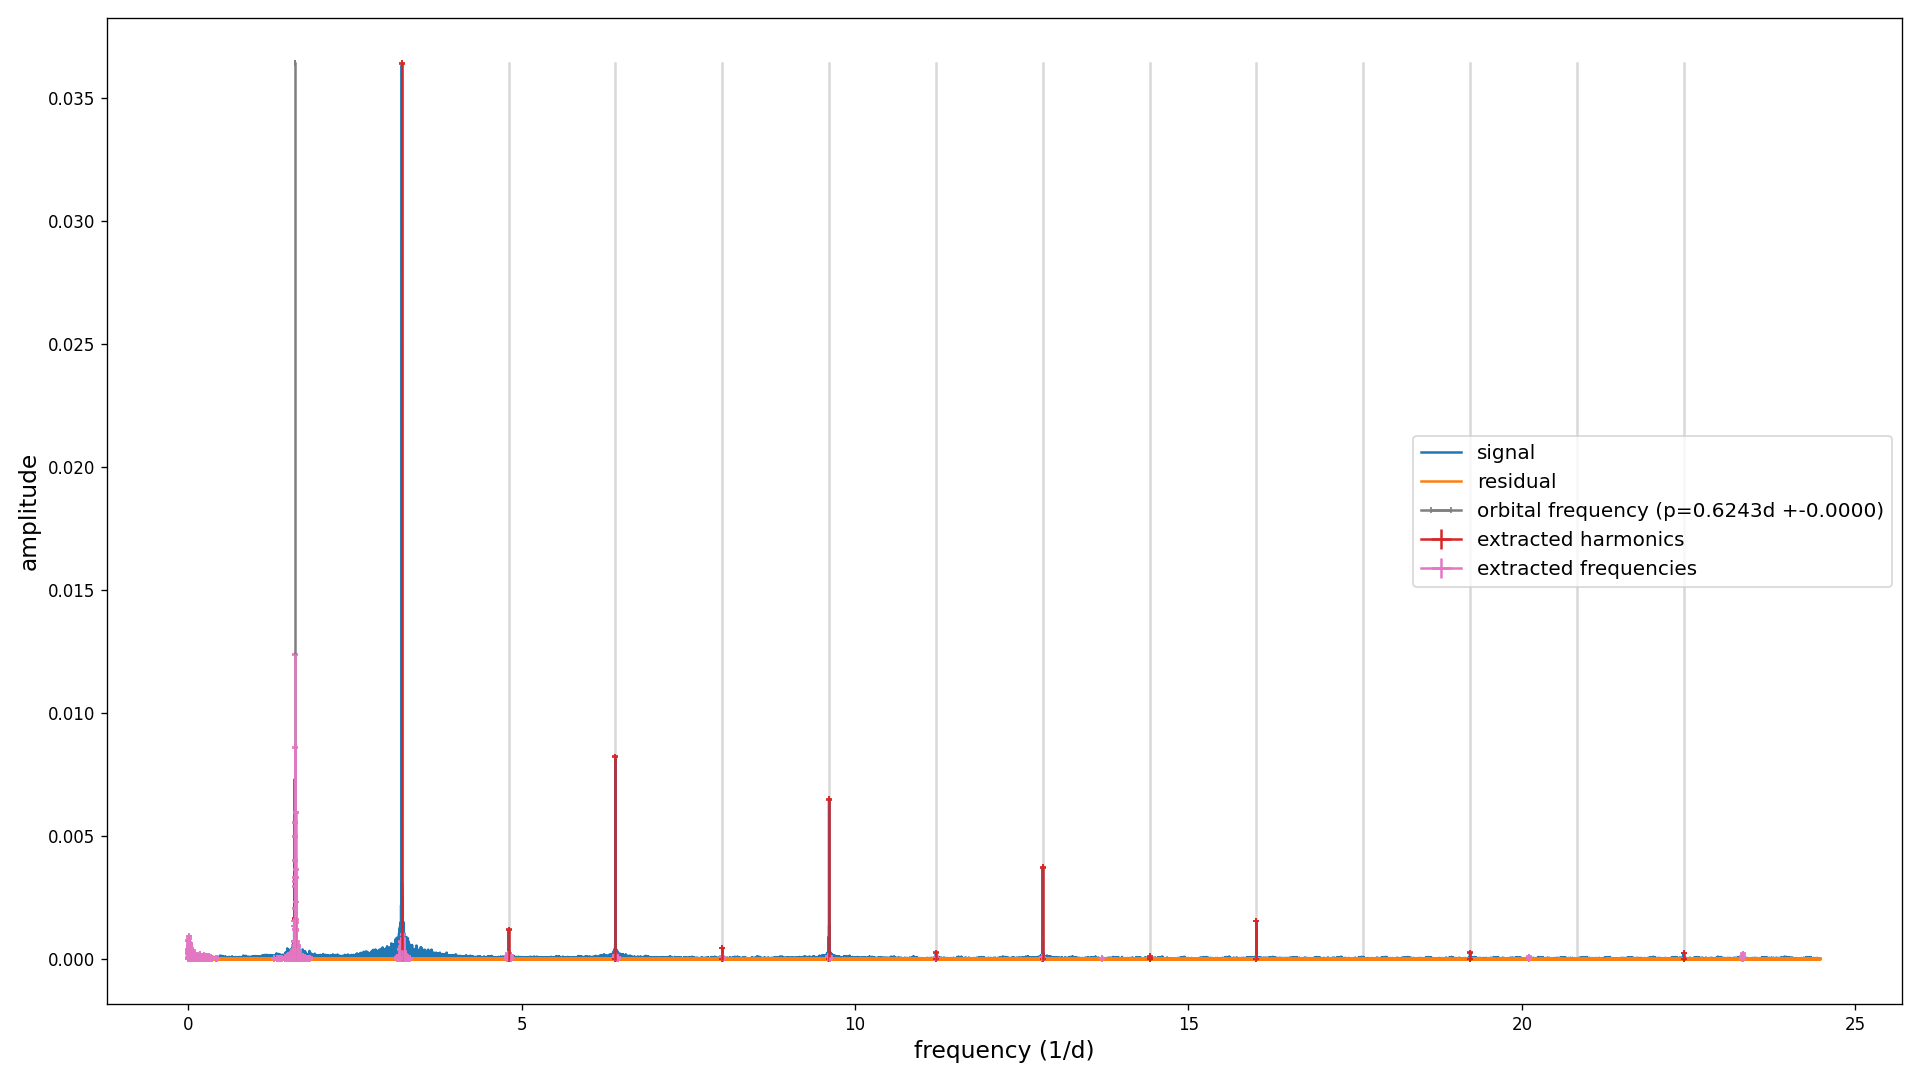 0.035
0.030
0.025
0.020
0.015
0.010
0.005
0.000
amplitude
0
5
10
15
20
25
frequency (1/d)
signal
residual
orbital frequency (p=0.6243d +-0.0000)
extracted harmonics
extracted frequencies